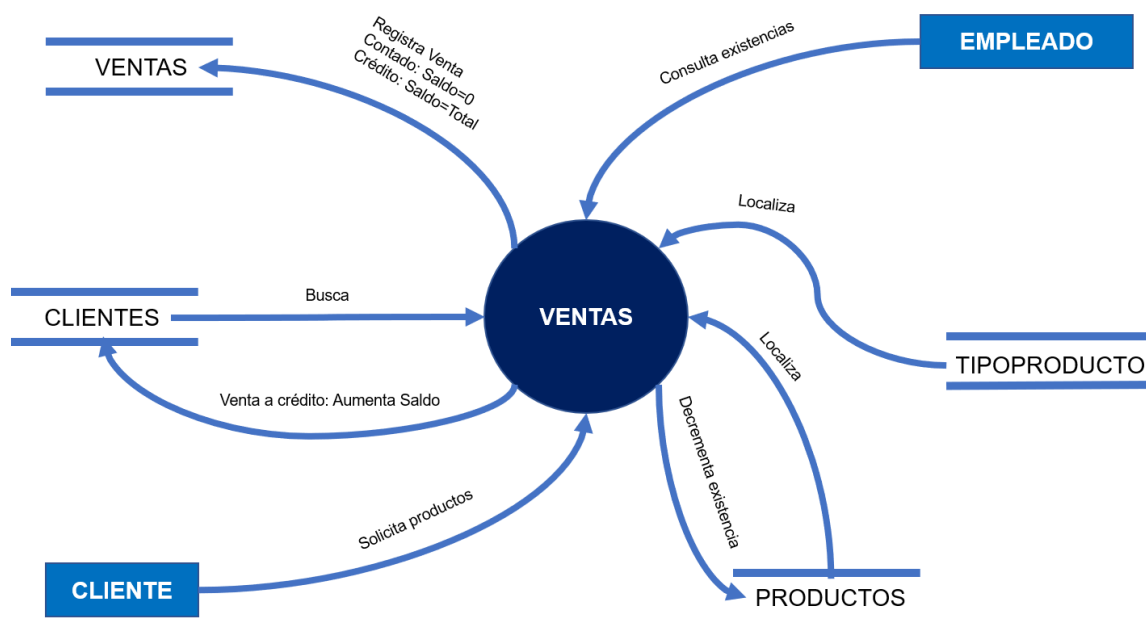 Registra Venta
Contado: Saldo=0
Crédito: Saldo=Total
VENTAS
Consulta existencias
EMPLEADO
Localiza
CLIENTES
Busca
VENTAS
Localiza
TIPOPRODUCTO
Venta a crédito: Aumenta Saldo
Decrementa existencia
Solicita productos
CLIENTE
PRODUCTOS